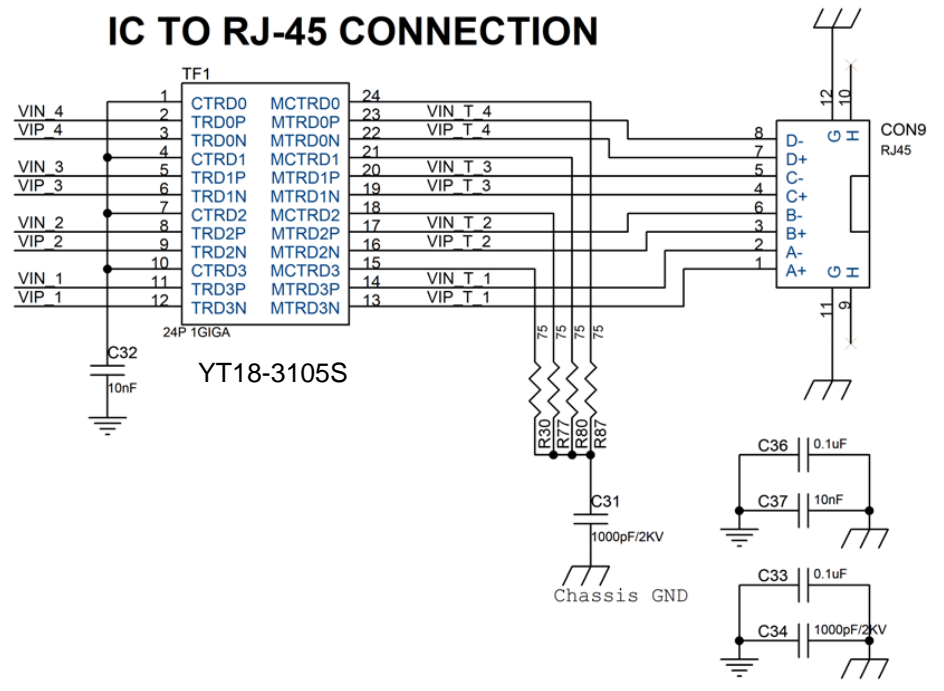 IC TO RJ-45 CONNECTION
TF1
1 CTRD0 MCTRD0 24
VIN_4 2 TRD0P MTRD0P 23 VIN_T_4
VIP_4 3 TRD0N MTRD0N 22 VIP_T_4
4 CTRD1 MCTRD1 21
VIN_3 5 TRD1P MTRD1P 20 VIN_T_3
VIP_3 6 TRD1N MTRD1N 19 VIP_T_3
7 CTRD2 MCTRD2 18
VIN_2 8 TRD2P MTRD2P 17 VIN_T_2
VIP_2 9 TRD2N MTRD2N 16 VIP_T_2
10 CTRD3 MCTRD3 15
VIN_1 11 TRD3P MTRD3P 14 VIN_T_1
VIP_1 12 TRD3N MTRD3N 13 VIP_T_1
24P 1GIGA
YT18-3105S
C32
10nF
12 10
G H
CON9
RJ45
8 D-
7 D+
5 C-
4 C+
6 B-
3 B+
2 A-
1 A+
G H
11 9
75 75 75 75
R30 R77 R80 R87
C31
1000pF/2KV
Chassis GND
C36 0.1uF
C37 10nF
C33 0.1uF
C34 1000pF/2KV